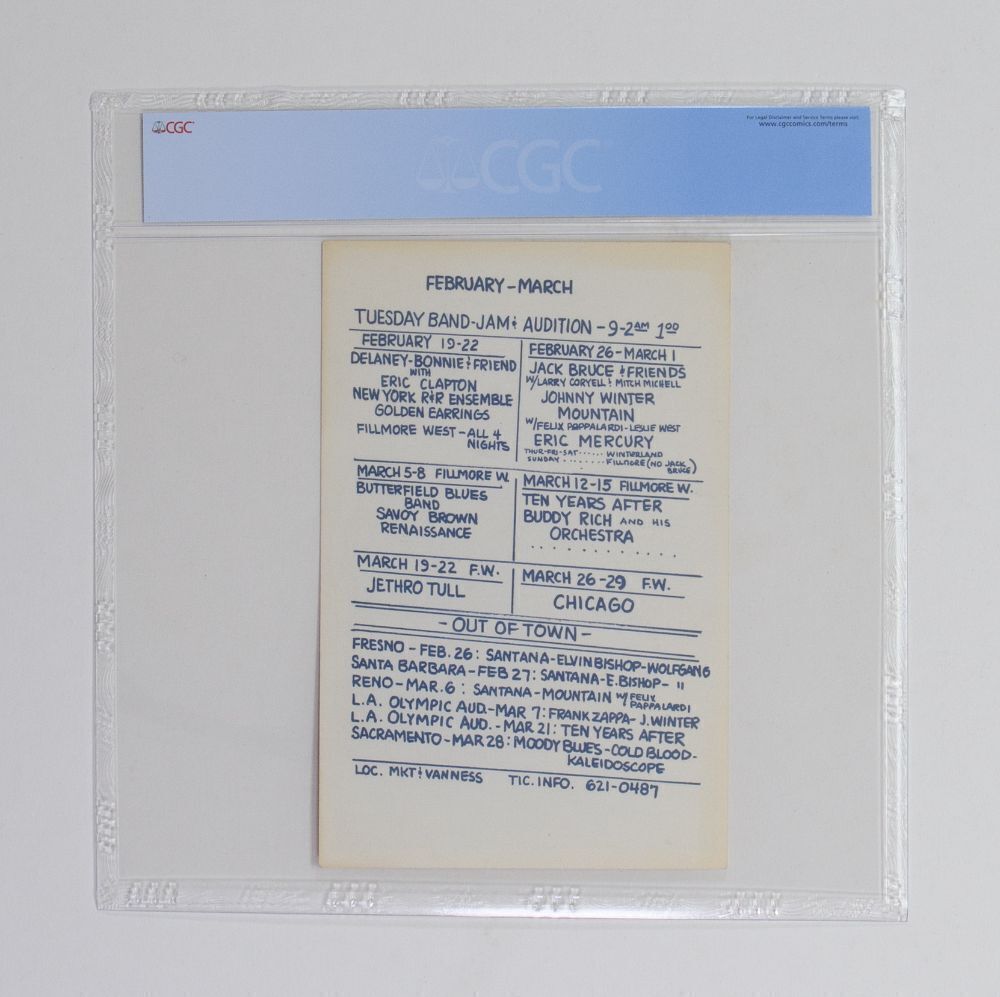 CGC
For Legal Disclaimer and Service Terms please visit
www.cgccomics.com/terms
CGC
FEBRUARY-MARCH
TUESDAY BAND-JAM & AUDITION - 9-2AM 1 00
FEBRUARY 19-22
DELANEY-BONNIE & FRIEND
WITH
ERIC CLAPTON
NEW YORK R&R ENSEMBLE
GOLDEN EARRINGS
FILLMORE WEST - ALL 4
NIGHTS
FEBRUARY 26-MARCH 1
JACK BRUCE & FRIENDS
W/LARRY CORYELL & MITCH MICHELL
JOHNNY WINTER
MOUNTAIN
W/FELIX PAPPALARDI-LESLIE WEST
ERIC MERCURY
THUR-FRI-SAT...... WINTERLAND
SUNDAY........FILLMORE (NO JACK
BRUCE)
MARCH 5-8 FILLMORE W.
BUTTERFIELD BLUES
BAND
SAVOY BROWN
RENAISSANCE
MARCH 12-15 FILLMORE W.
TEN YEARS AFTER
BUDDY RICH AND HIS
ORCHESTRA
. . . . . . . . . . . .
MARCH 19-22 F.W.
JETHRO TULL
MARCH 26-29 F.W.
CHICAGO
- OUT OF TOWN -
FRESNO - FEB. 26: SANTANA-ELVIN BISHOP-WOLFGANG
SANTA BARBARA-FEB 27: SANTANA-E.BISHOP- "
RENO-MAR.6: SANTANA-MOUNTAIN W/FELIX
PAPPALARDI
L.A. OLYMPIC AUD.-MAR 7: FRANK ZAPPA- J.WINTER
L.A. OLYMPIC AUD. - MAR 21: TEN YEARS AFTER
SACRAMENTO-MAR 28: MOODY BLUES-COLD BLOOD-
KALEIDOSCOPE
LOC. MKT & VANNESS TIC. INFO. 621-0487